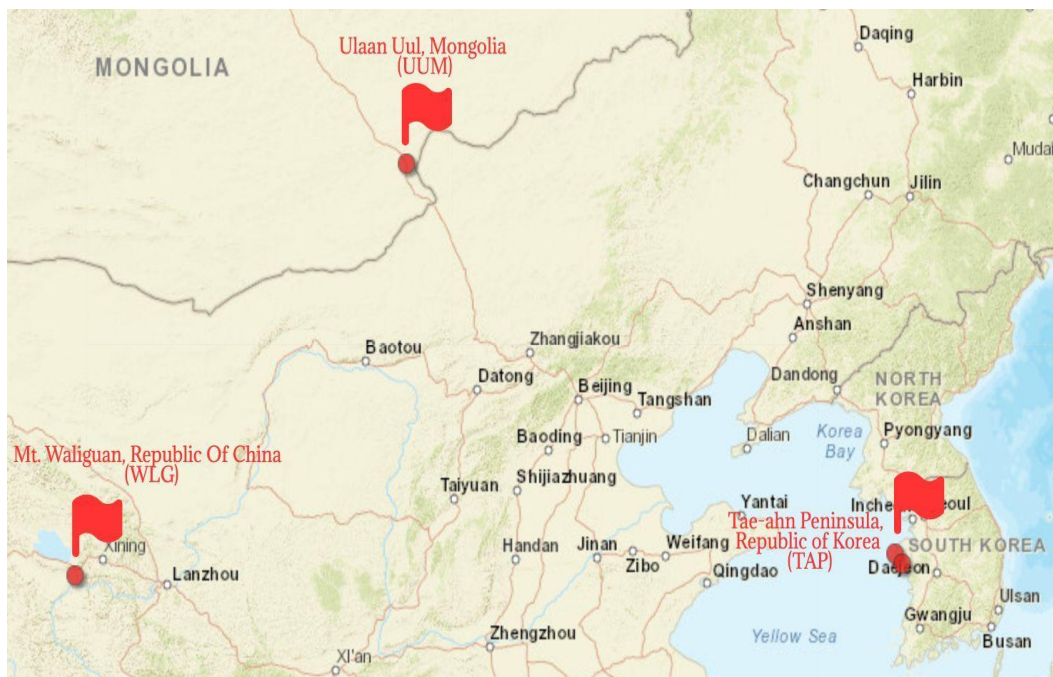 Ulaan Uul, Mongolia
(UUM)
MONGOLIA
Daqing
Harbin
Changchun
Jilin
Shenyang
Anshan
Zhangjiakou
Baotou
Datong
Beijing
Tangshan
Dandong
NORTH
KOREA
Baoding
Tianjin
Dalian
Korea
Bay
Pyongyang
Mt. Waliguan, Republic Of China
(WLG)
Taiyuan
Shijiazhuang
Yantai
Tae-ahn Peninsula,
Republic of Korea
(TAP)
SOUTH KOREA
Xining
Lanzhou
Handan
Jinan
Zibo
Weifang
Qingdao
Daejeon
Ulsan
Gwangju
Busan
Zhengzhou
Yellow Sea
Xi'an